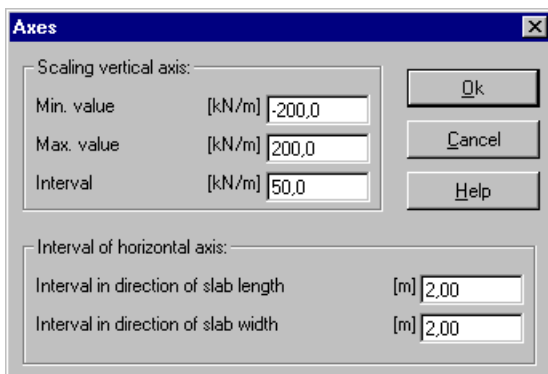 Axes
Scaling vertical axis:
Min. value [kN/m] -200,0
Max. value [kN/m] 200,0
Interval [kN/m] 50,0
Ok
Cancel
Help
Interval of horizontal axis:
Interval in direction of slab length [m] 2,00
Interval in direction of slab width [m] 2,00